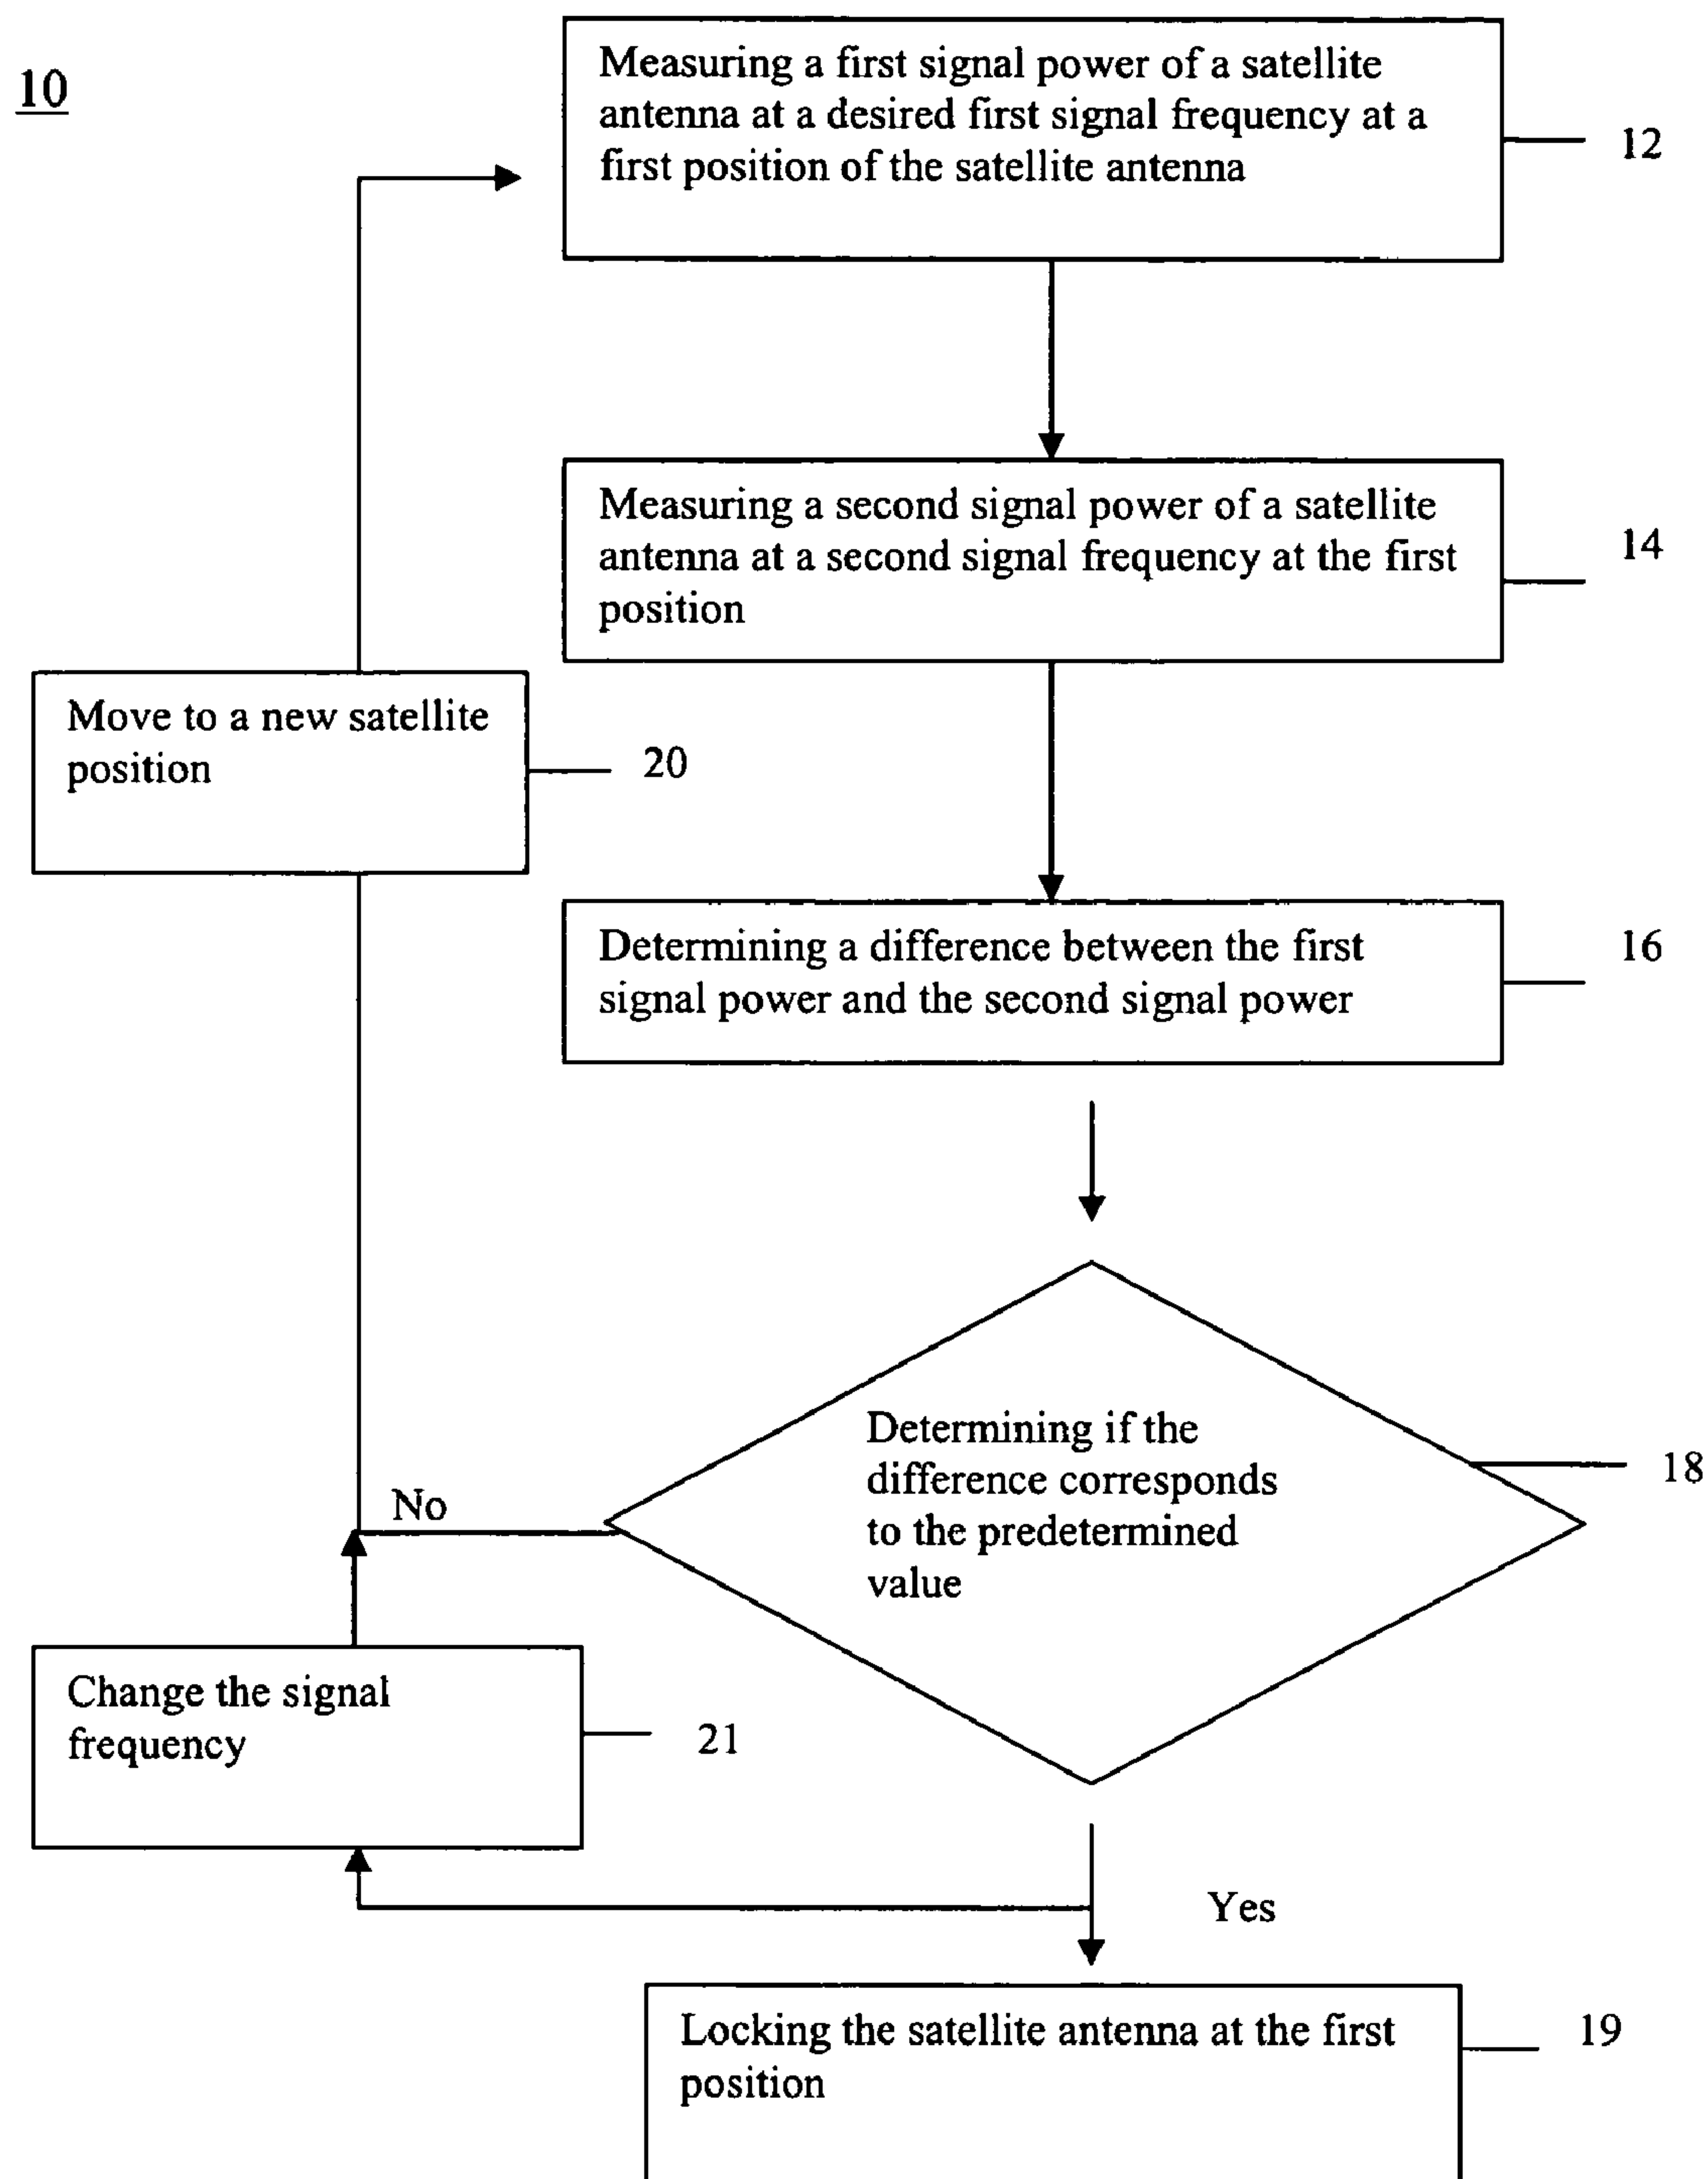 10
Measuring a first signal power of a satellite
antenna at a desired first signal frequency at a
first position of the satellite antenna
12
Measuring a second signal power of a satellite
antenna at a second signal frequency at the first
position
14
Move to a new satellite
position
20
Determining a difference between the first
signal power and the second signal power
16
Determining if the
difference corresponds
to the predetermined
value
18
No
Change the signal
frequency
21
Yes
Locking the satellite antenna at the first
position
19